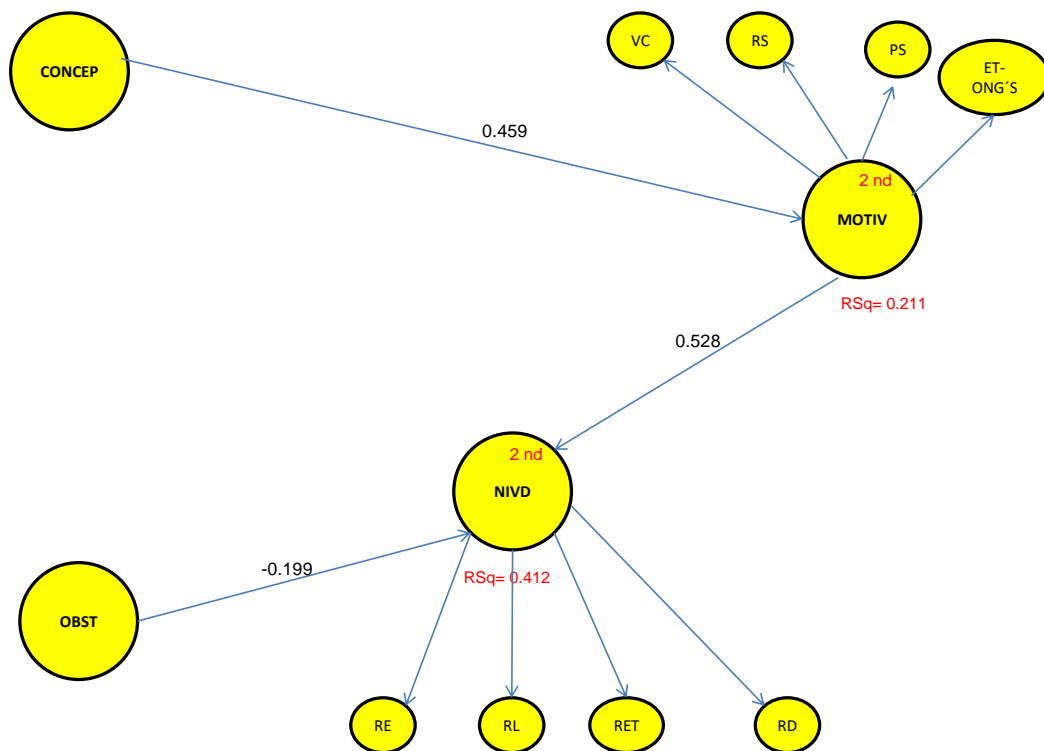 CONCEP
VC
RS
PS
ET-
ONG´S
0.459
2 nd
MOTIV
RSq= 0.211
0.528
2 nd
NIVD
-0.199
RSq= 0.412
OBST
RE
RL
RET
RD